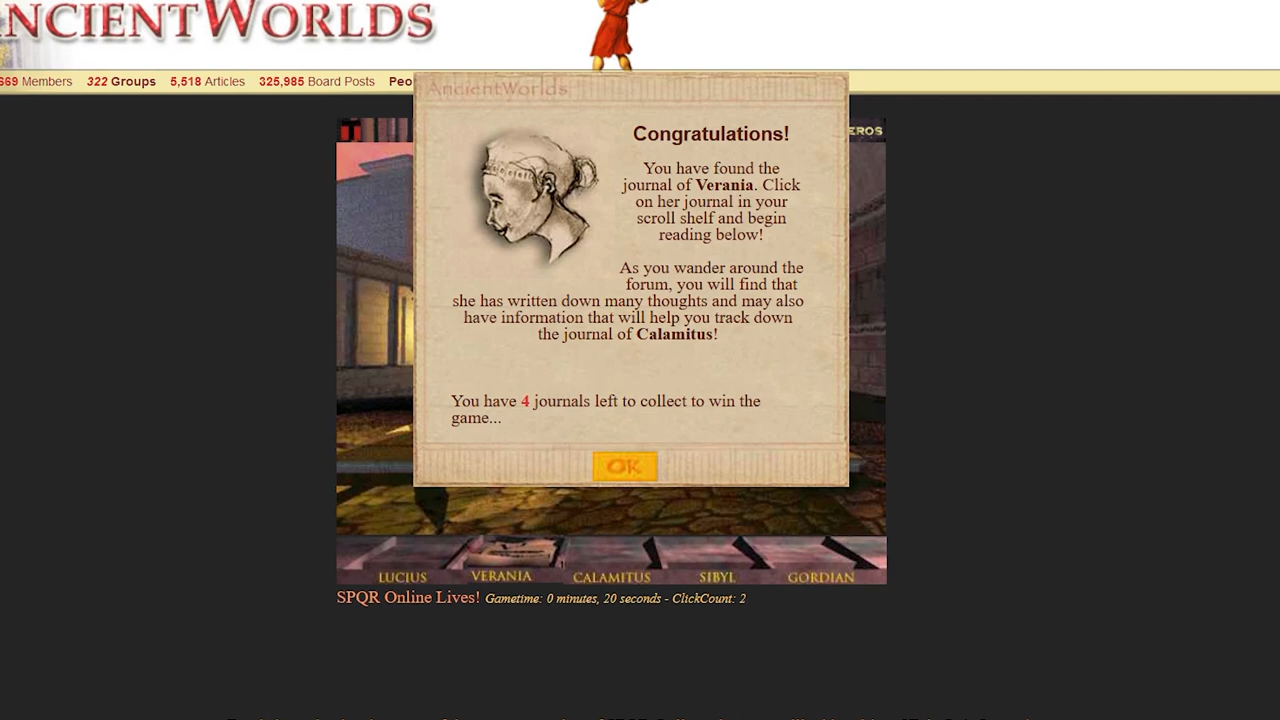 ANCIENTWORLDS
669 Members 322 Groups 5,518 Articles 325,985 Board Posts Peo
AncientWorlds
EROS
Congratulations!
You have found the
journal of Verania. Click
on her journal in your
scroll shelf and begin
reading below!
As you wander around the
forum, you will find that
she has written down many thoughts and may also
have information that will help you track down
the journal of Calamitus!
You have 4 journals left to collect to win the
game...
OK
LUCIUS VERANIA CALAMITUS SIBYL GORDIAN
SPQR Online Lives! Gametime: 0 minutes, 20 seconds - ClickCount: 2